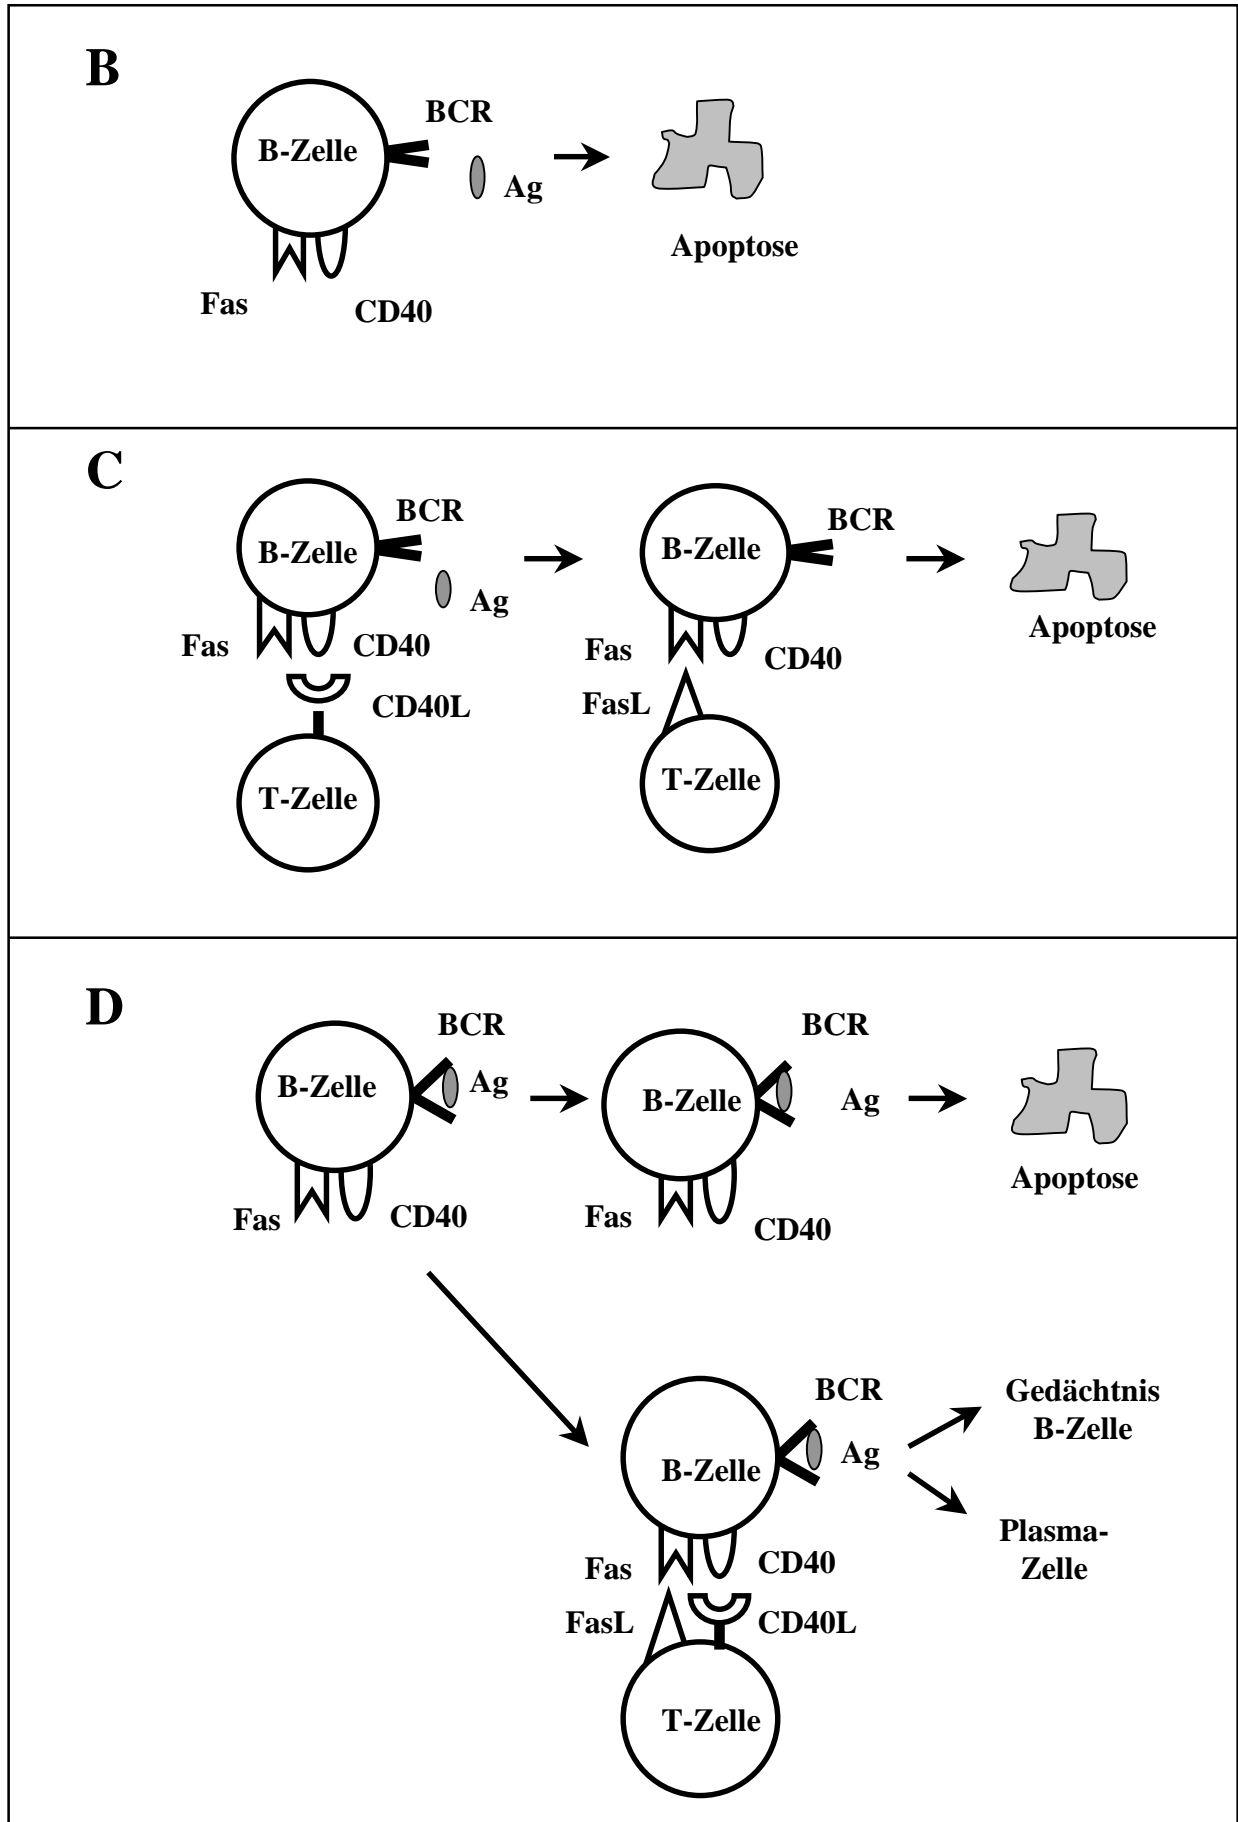 B
BCR
B-Zelle
Ag
Apoptose
Fas
CD40
C
BCR
B-Zelle
Ag
Fas
CD40
CD40L
T-Zelle
BCR
B-Zelle
Fas
CD40
FasL
T-Zelle
Apoptose
D
BCR
B-Zelle
Ag
Fas
CD40
BCR
B-Zelle
Ag
Fas
CD40
Apoptose
BCR
B-Zelle
Ag
Fas
CD40
FasL
CD40L
T-Zelle
Gedächtnis
B-Zelle
Plasma-
Zelle